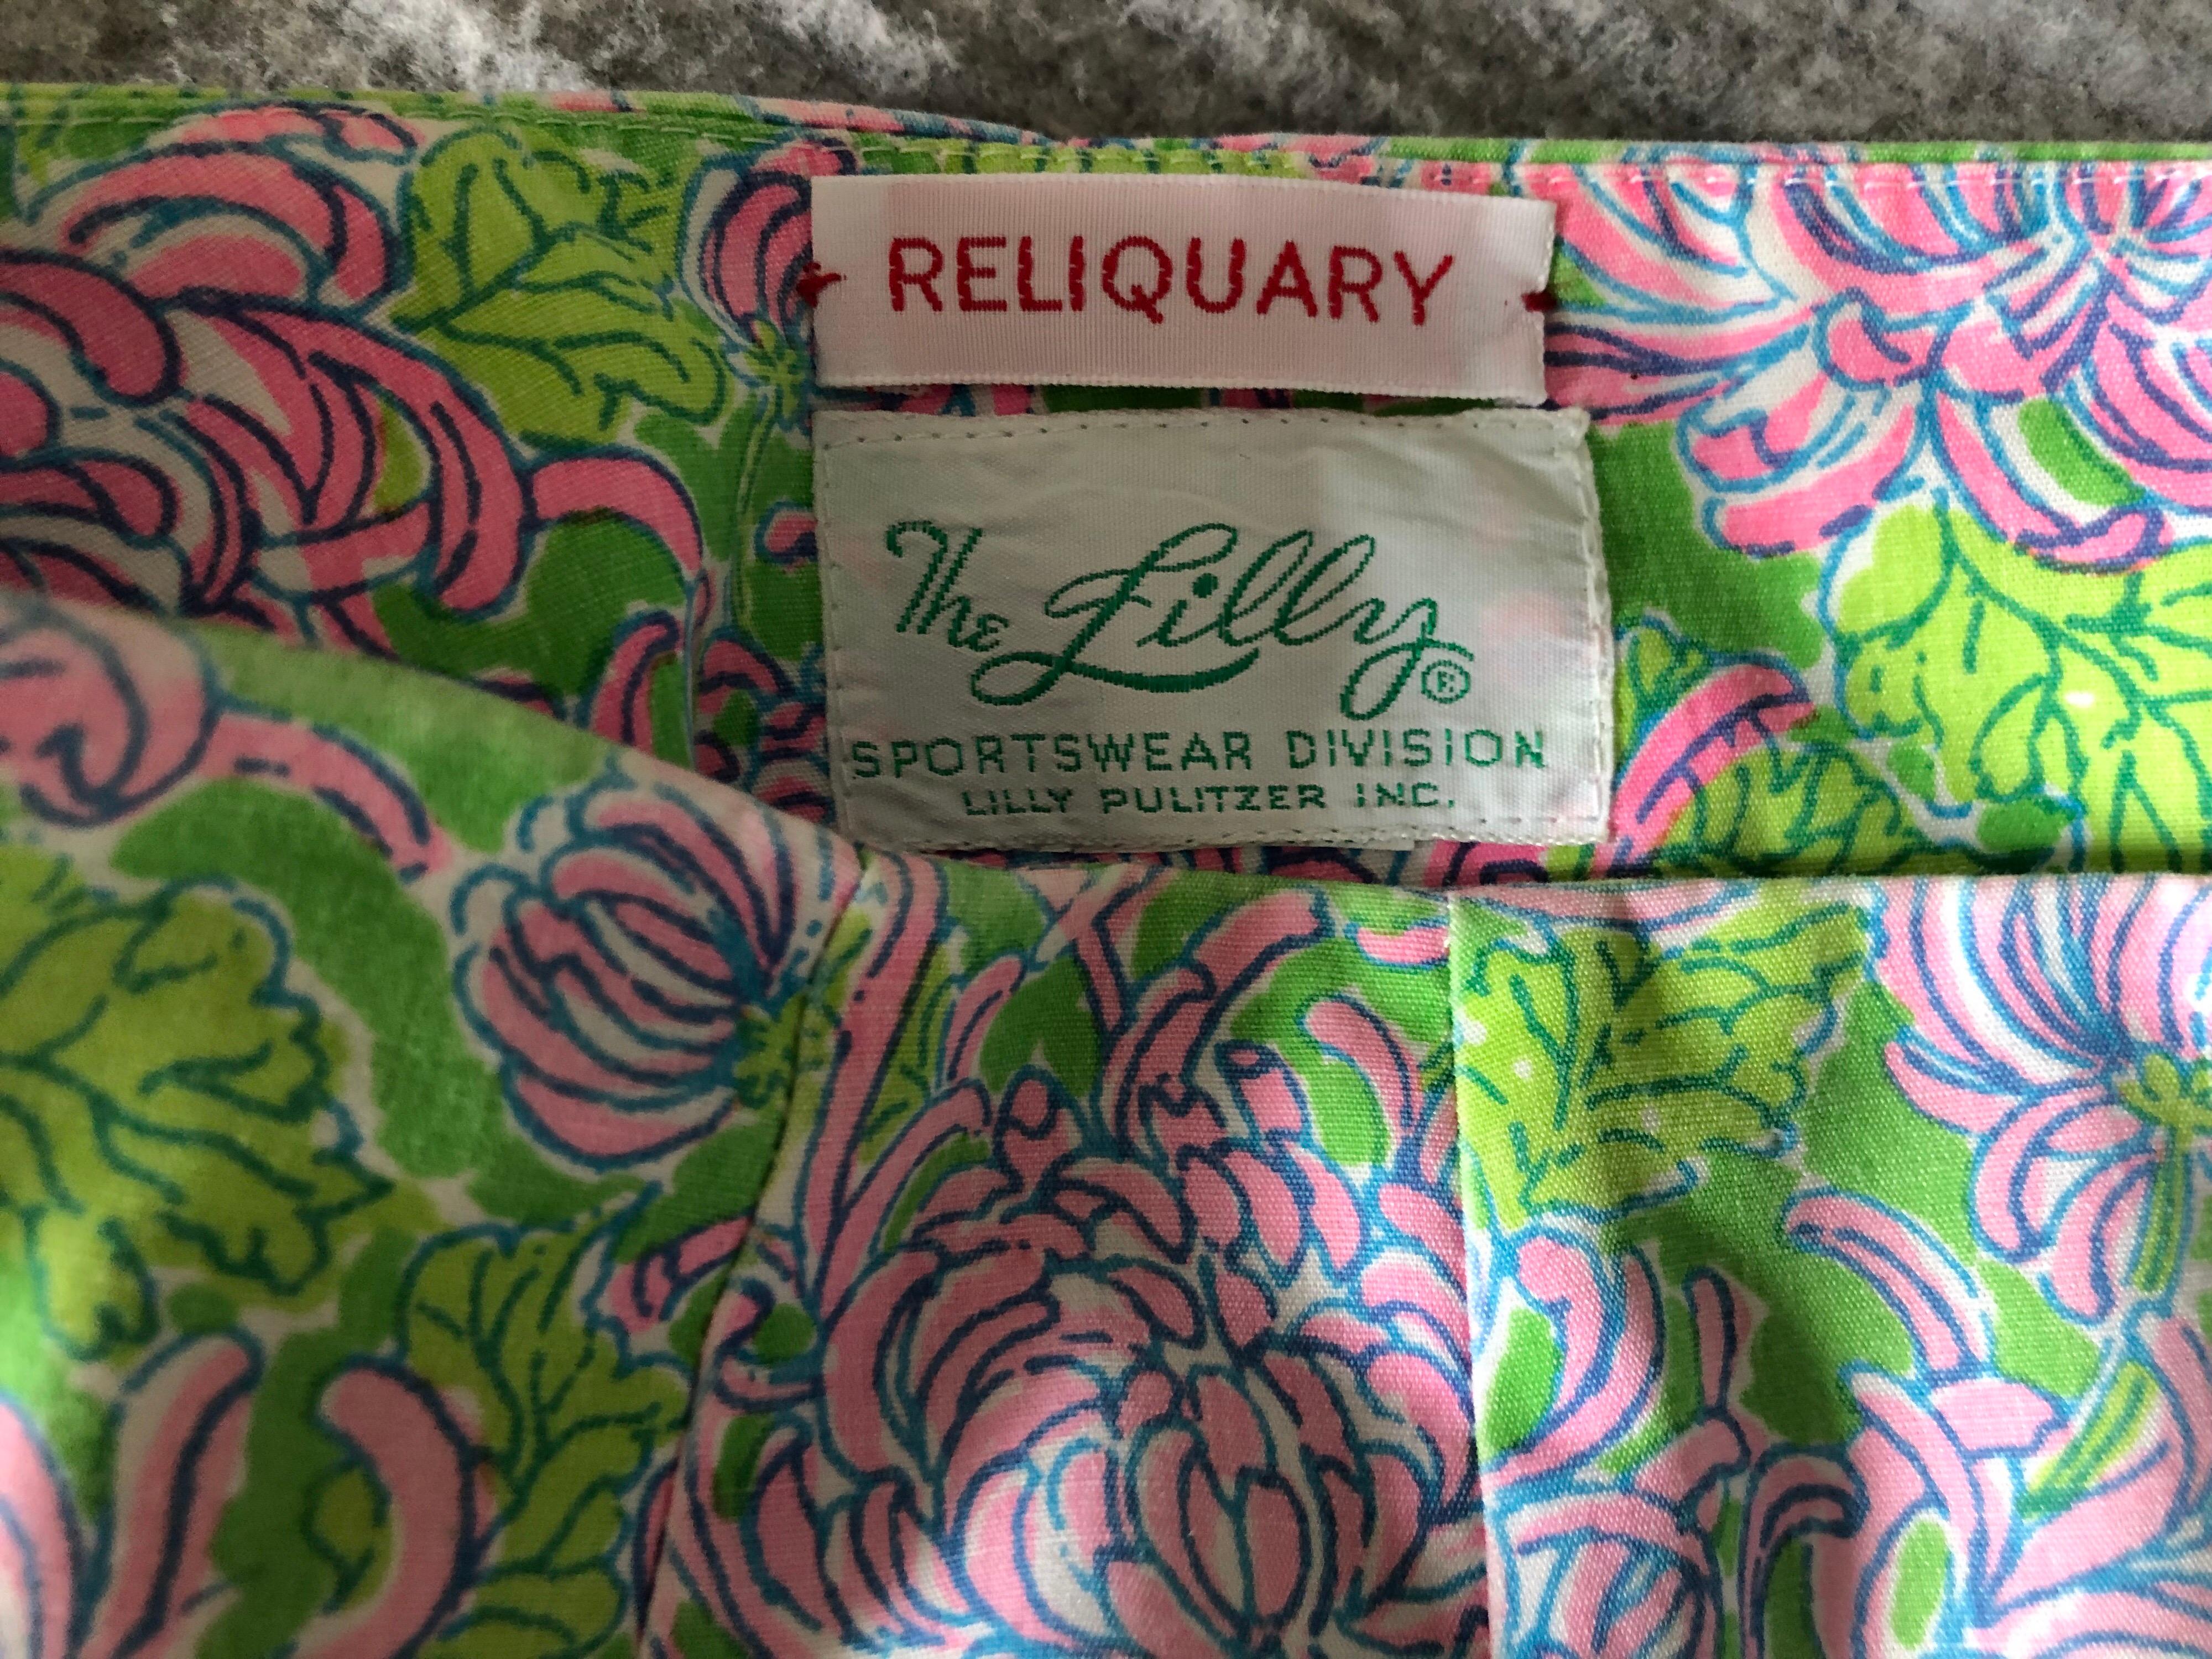 RELIQUARY
The Lilly ®
SPORTSWEAR DIVISION
LILLY PULITZER INC.